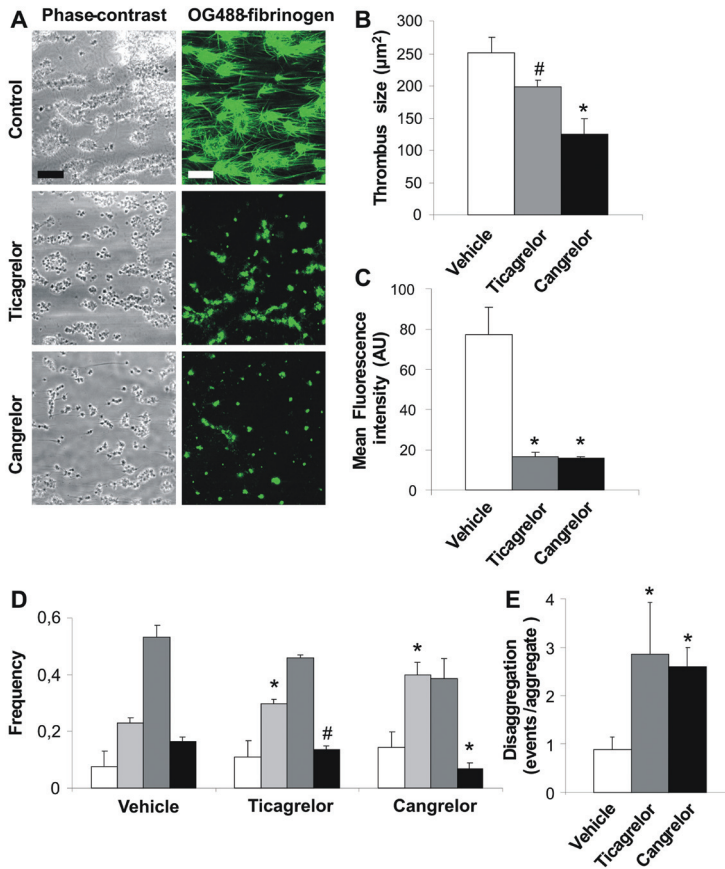 A
Phase-contrast
OG488-fibrinogen
Control
Ticagrelor
Cangrelor
B
Thrombus size (µm²)
300
250
200
150
100
50
0
#
*
Vehicle
Ticagrelor
Cangrelor
C
Mean Fluorescence
intensity (AU)
100
80
60
40
20
0
*
*
Vehicle
Ticagrelor
Cangrelor
D
Frequency
0,6
0,4
0,2
0
*
#
*
*
Vehicle
Ticagrelor
Cangrelor
E
Disaggregation
(events/aggregate)
4
3
2
1
0
*
*
Vehicle
Ticagrelor
Cangrelor